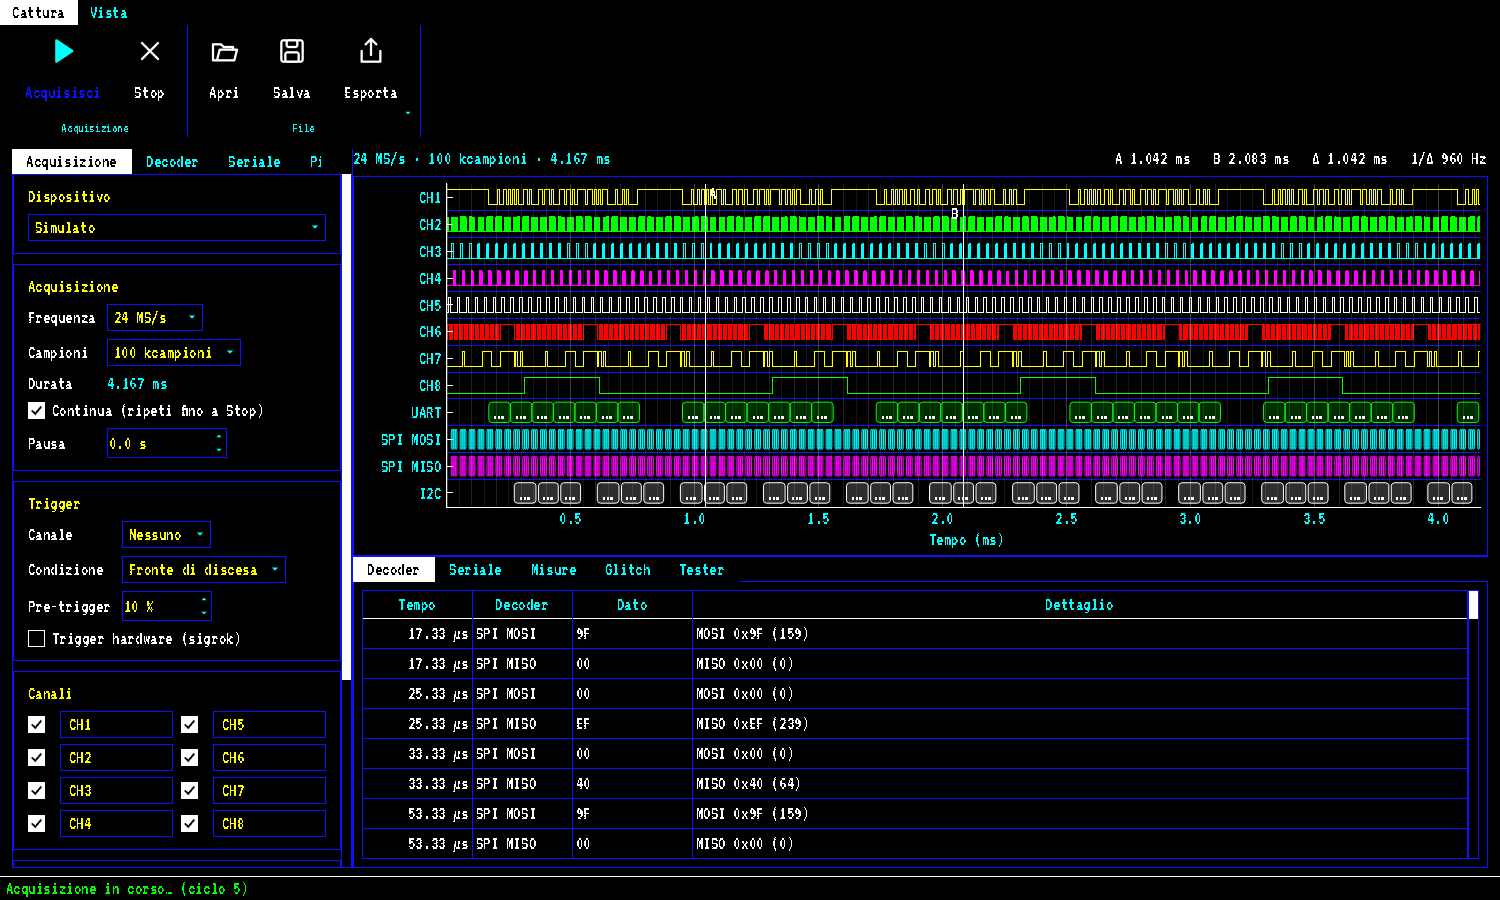 Cattura Vista
Acquisisci Stop Apri Salva Esporta
Acquisizione File
Acquisizione Decoder Seriale Pi
24 MS/s · 100 kcampioni · 4.167 ms A 1.042 ms B 2.083 ms Δ 1.042 ms 1/Δ 960 Hz
Dispositivo
Simulato
Acquisizione
Frequenza 24 MS/s
Campioni 100 kcampioni
Durata 4.167 ms
Continua (ripeti fino a Stop)
Pausa 0.0 s
Trigger
Canale Nessuno
Condizione Fronte di discesa
Pre-trigger 10 %
Trigger hardware (sigrok)
Canali
CH1 CH5
CH2 CH6
CH3 CH7
CH4 CH8
CH1 A
B
CH2
CH3
CH4
CH5
CH6
CH7
CH8
UART ... ... ... ... ... ... ... ... ... ... ... ... ... ... ... ... ... ... ... ... ... ... ... ... ... ... ... ... ... ... ... ... ... ... ... ...
SPI MOSI
SPI MISO
I2C ... ... ... ... ... ... ... ... ... ... ... ... ... ... ... ... ... ... ... ... ... ... ... ... ... ... ... ... ... ... ... ... ... ... ...
0.5 1.0 1.5 2.0 2.5 3.0 3.5 4.0
Tempo (ms)
Decoder Seriale Misure Glitch Tester
Tempo Decoder Dato Dettaglio
17.33 µs SPI MOSI 9F MOSI 0x9F (159)
17.33 µs SPI MISO 00 MISO 0x00 (0)
25.33 µs SPI MOSI 00 MOSI 0x00 (0)
25.33 µs SPI MISO EF MISO 0xEF (239)
33.33 µs SPI MOSI 00 MOSI 0x00 (0)
33.33 µs SPI MISO 40 MISO 0x40 (64)
53.33 µs SPI MOSI 9F MOSI 0x9F (159)
53.33 µs SPI MISO 00 MISO 0x00 (0)
Acquisizione in corso… (ciclo 5)